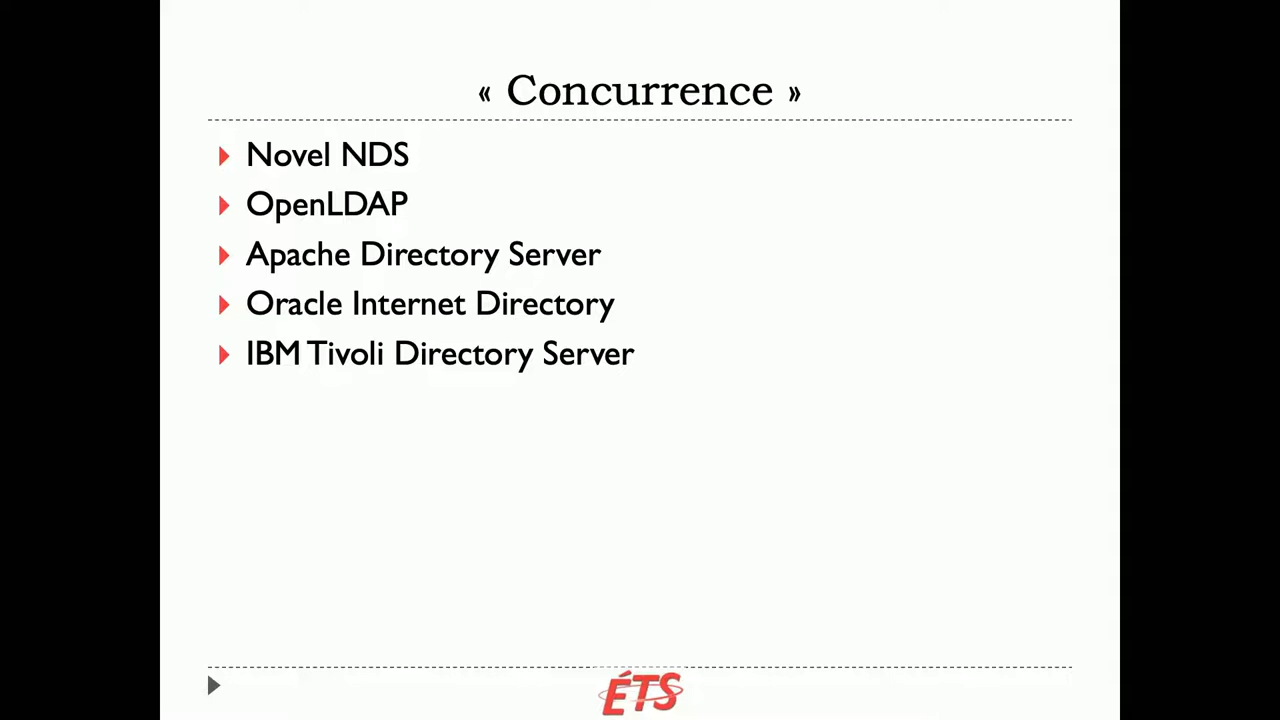 « Concurrence »
Novel NDS
OpenLDAP
Apache Directory Server
Oracle Internet Directory
IBM Tivoli Directory Server
ÉTS